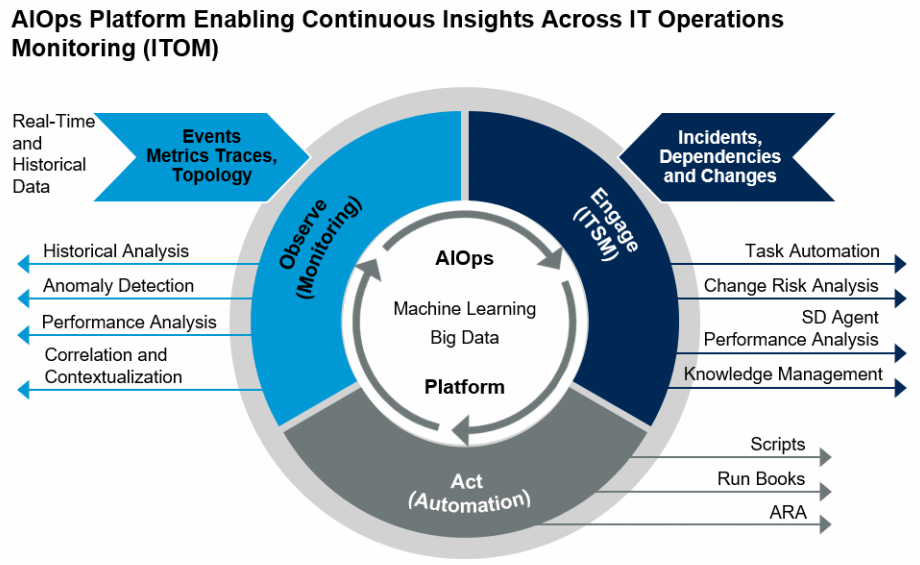 AIOps Platform Enabling Continuous Insights Across IT Operations
Monitoring (ITOM)
Real-Time
and
Historical
Data
Events
Metrics Traces,
Topology
Incidents,
Dependencies
and Changes
Observe
(Monitoring)
Engage
(ITSM)
AIOps
Machine Learning
Big Data
Platform
Historical Analysis
Anomaly Detection
Performance Analysis
Correlation and
Contextualization
Task Automation
Change Risk Analysis
SD Agent
Performance Analysis
Knowledge Management
Act
(Automation)
Scripts
Run Books
ARA